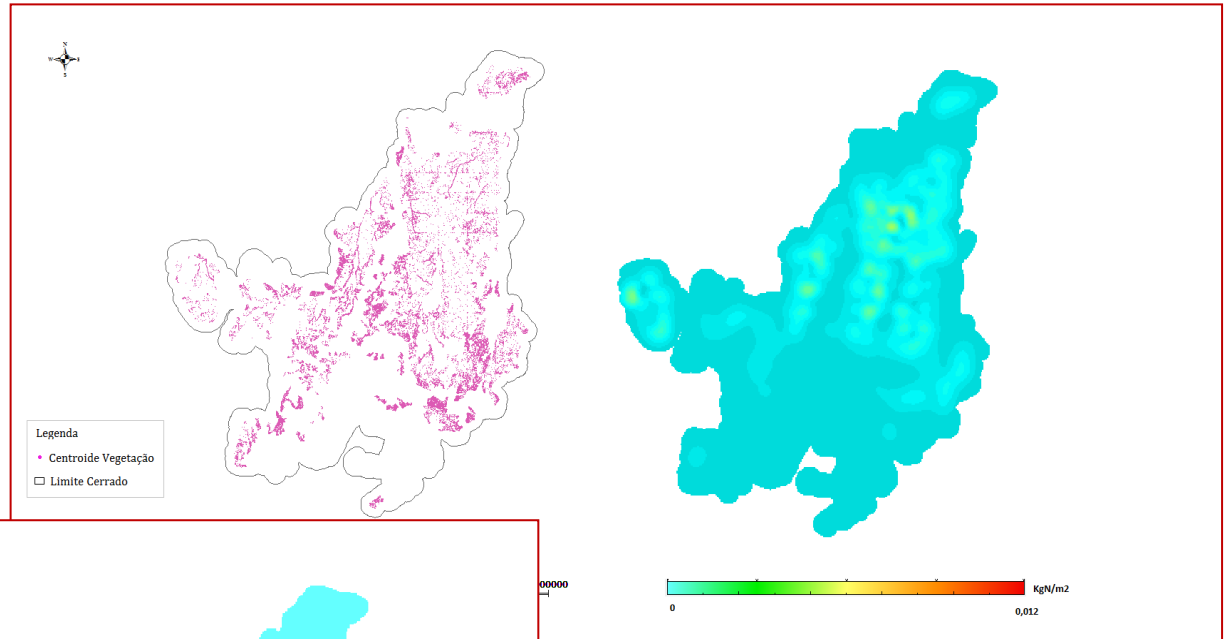 N
W
S
Legenda
Centroide Vegetação
Limite Cerrado
00000
KgN/m2
0
0,012